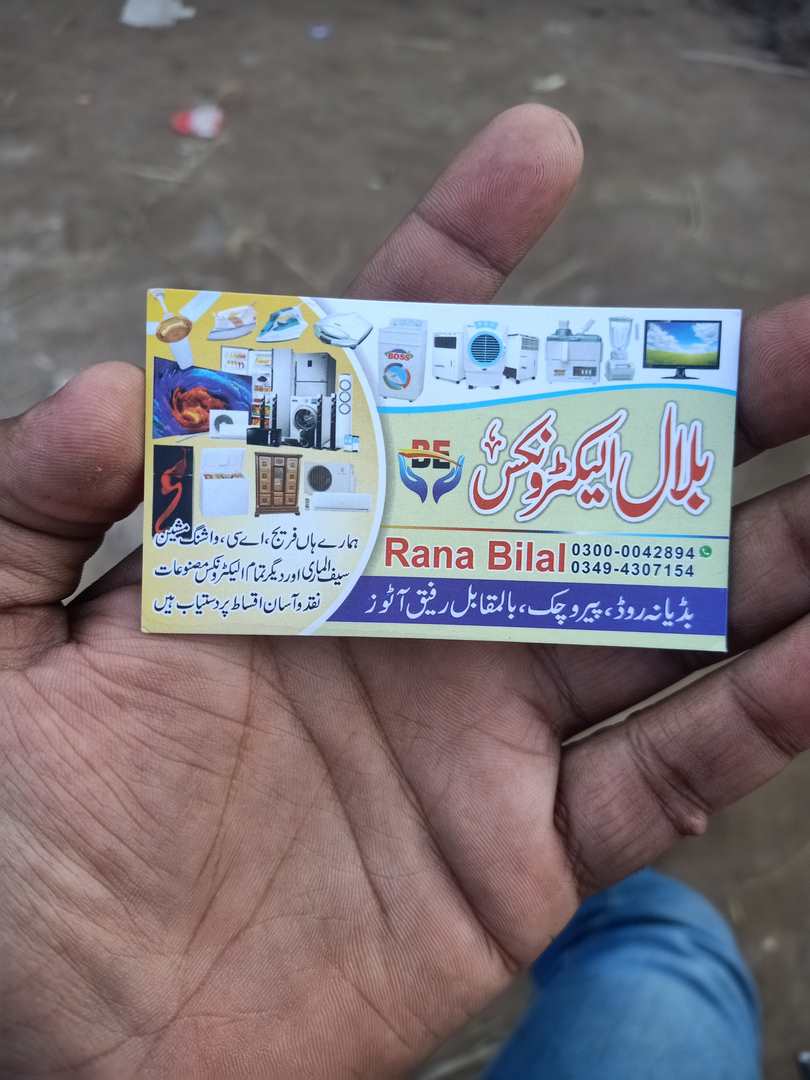 BOSS
BE
بلال الیکٹرونکس
Rana Bilal
0300-0042894
0349-4307154
ہمارے ہاں فریج، اے سی، واشنگ مشین
سیف الماری اور دیگر تمام الیکٹرونکس مصنوعات
نقد و آسان اقساط پر دستیاب ہیں
بڈیانہ روڈ، پیرو چک، بالمقابل رفیق آٹوز